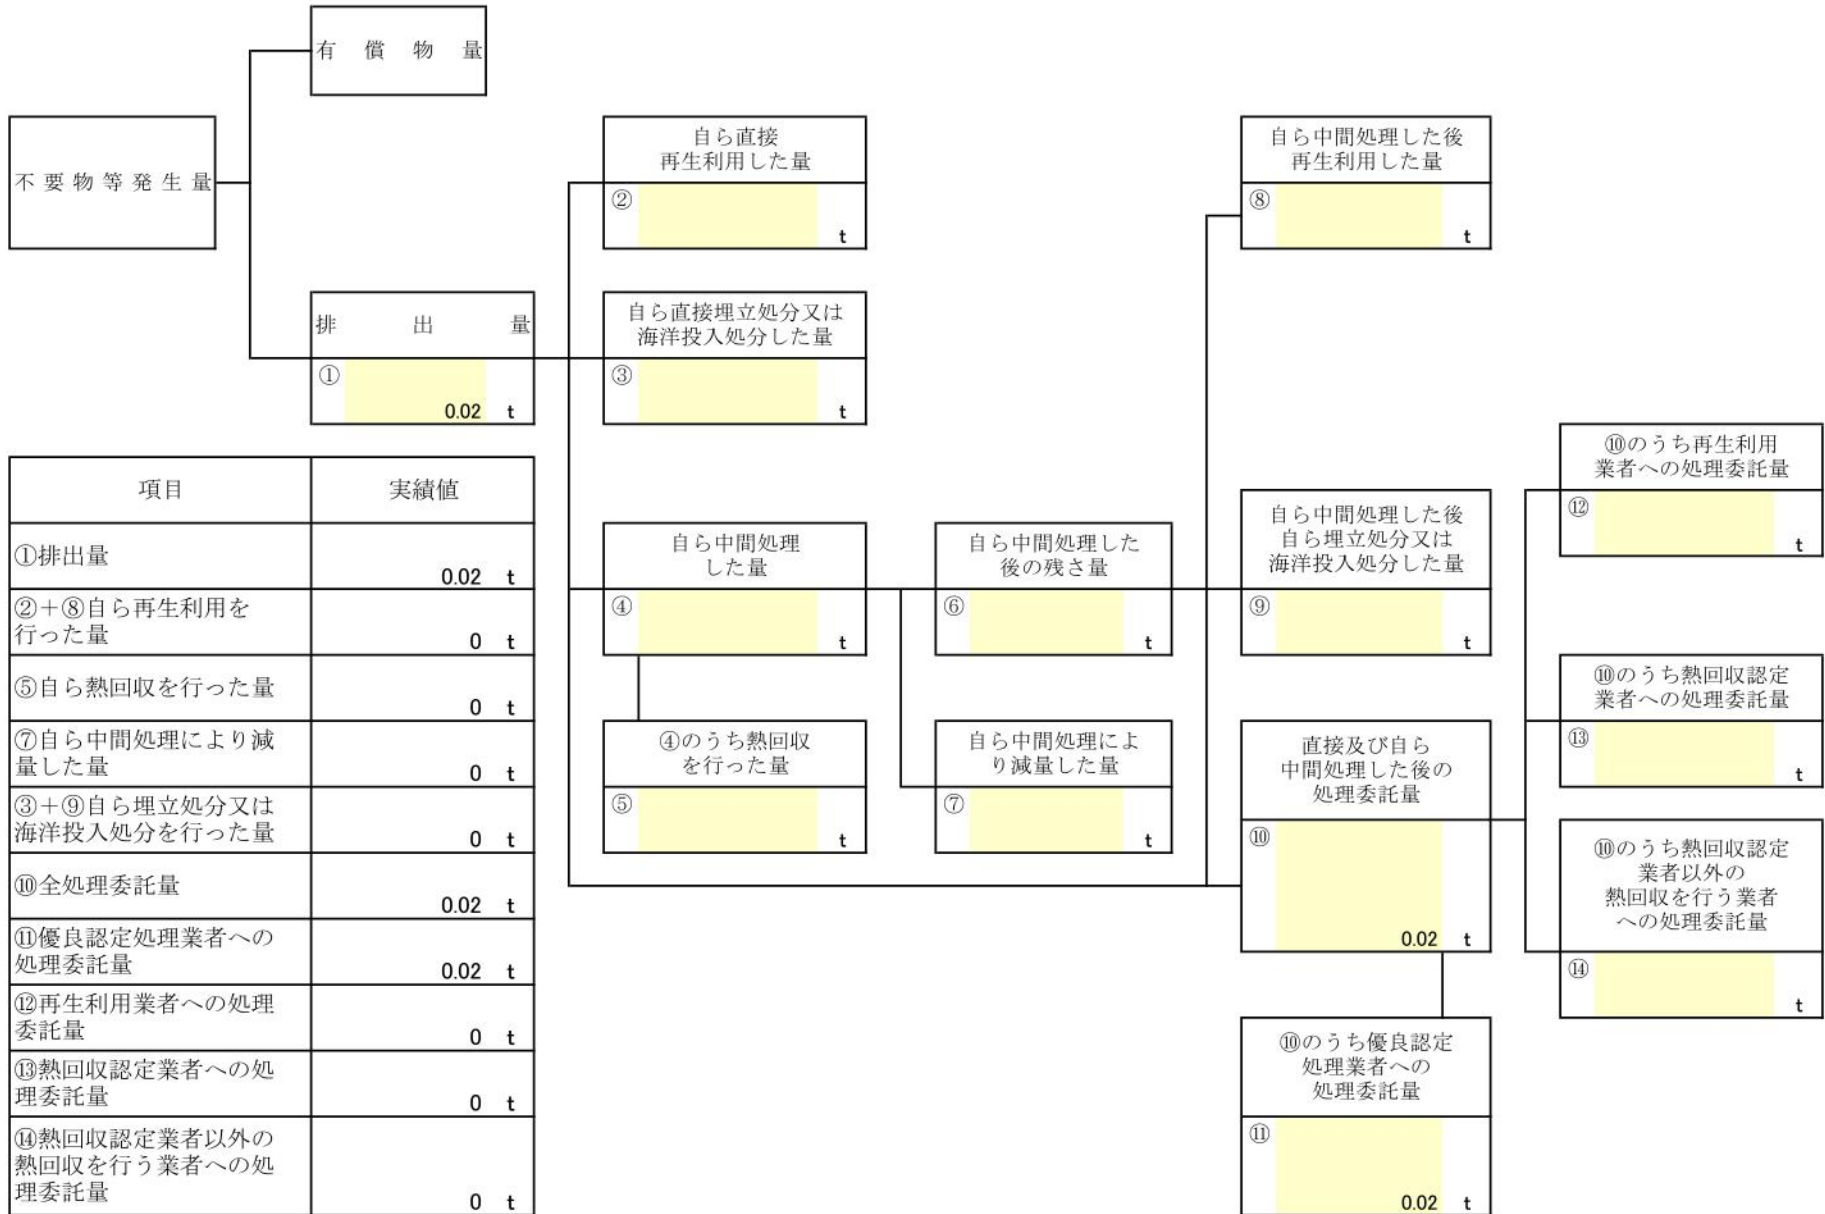 有償物量
不要物等発生量
自ら直接
再生利用した量
②
t
自ら中間処理した後
再生利用した量
⑧
t
排出量
①
0.02 t
自ら直接埋立処分又は
海洋投入処分した量
③
t
項目 実績値
①排出量
0.02 t
②＋⑧自ら再生利用を
行った量
0 t
⑤自ら熱回収を行った量
0 t
⑦自ら中間処理により減
量した量
0 t
③＋⑨自ら埋立処分又は
海洋投入処分を行った量
0 t
⑩全処理委託量
0.02 t
⑪優良認定処理業者への
処理委託量
0.02 t
⑫再生利用業者への処理
委託量
0 t
⑬熱回収認定業者への処
理委託量
0 t
⑭熱回収認定業者以外の
熱回収を行う業者への処
理委託量
0 t
自ら中間処理
した量
④
t
④のうち熱回収
を行った量
⑤
t
自ら中間処理した
後の残さ量
⑥
t
自ら中間処理によ
り減量した量
⑦
t
自ら中間処理した後
自ら埋立処分又は
海洋投入処分した量
⑨
t
直接及び自ら
中間処理した後の
処理委託量
⑩
0.02 t
⑩のうち優良認定
処理業者への
処理委託量
⑪
0.02 t
⑩のうち再生利用
業者への処理委託量
⑫
t
⑩のうち熱回収認定
業者への処理委託量
⑬
t
⑩のうち熱回収認定
業者以外の
熱回収を行う業者
への処理委託量
⑭
t